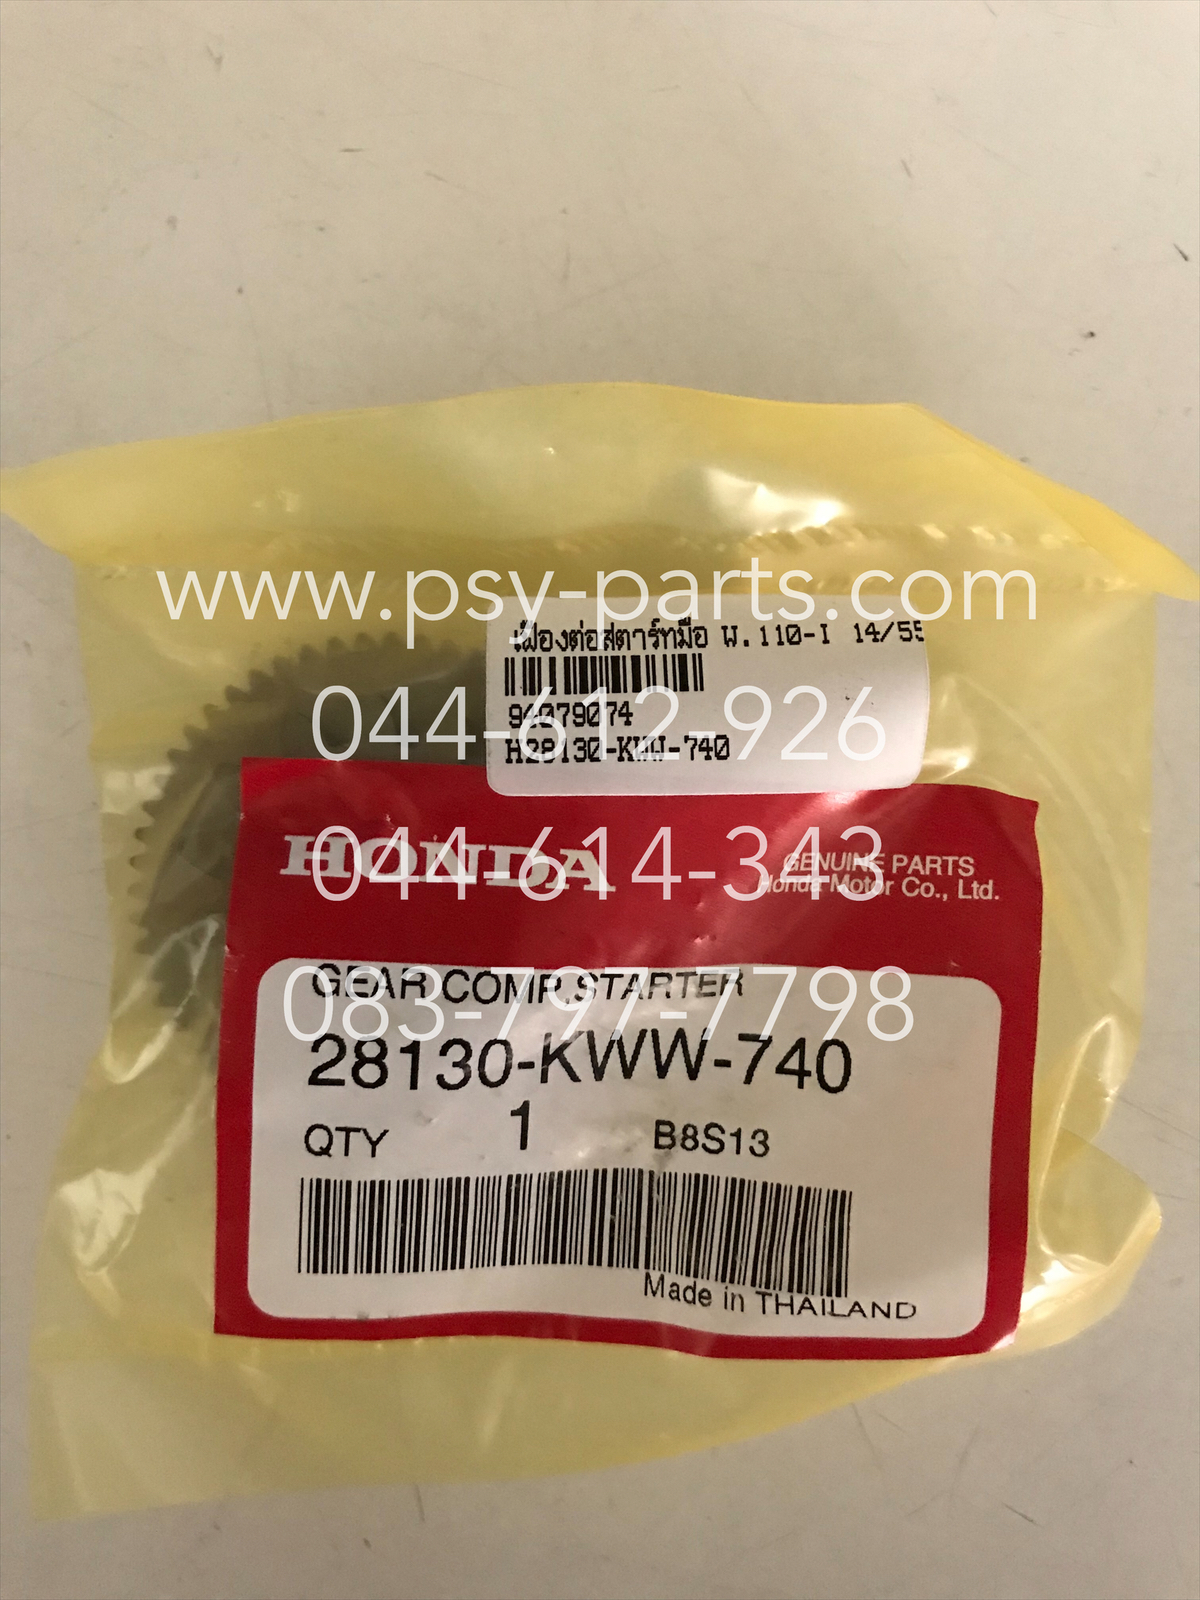 www.psy-parts.com
เฟืองต่อสตาร์ทมือ W.110-I 14/55
94079074
H28130-KWW-740
044-612-926
HONDA
GENUINE PARTS
Honda Motor Co., Ltd.
044-614-343
GEAR COMP,STARTER
083-797-7798
28130-KWW-740
QTY 1 B8S13
Made in THAILAND